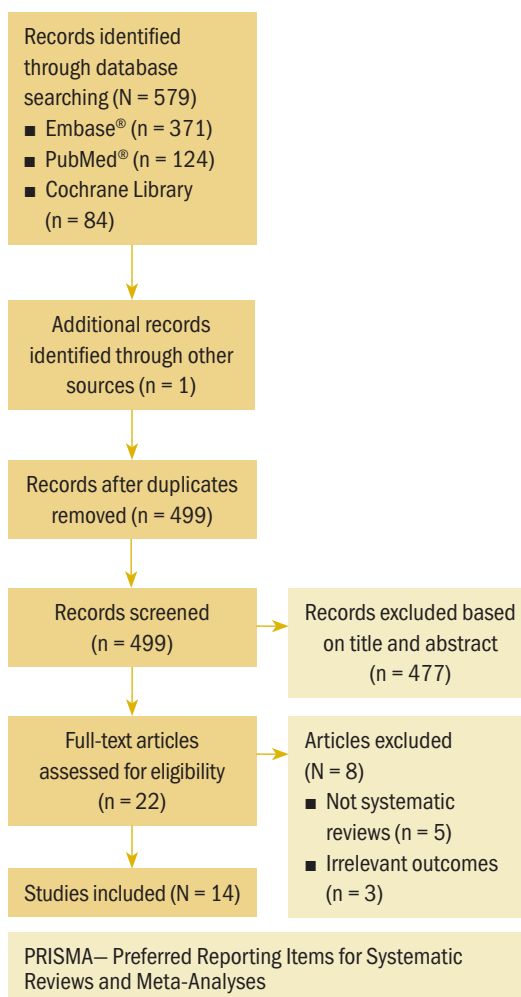 Records identified
through database
searching (N = 579)
■ Embase® (n = 371)
■ PubMed® (n = 124)
■ Cochrane Library
(n = 84)
Additional records
identified through other
sources (n = 1)
Records after duplicates
removed (n = 499)
Records screened
(n = 499)
Records excluded based
on title and abstract
(n = 477)
Full-text articles
assessed for eligibility
(n = 22)
Articles excluded
(N = 8)
■ Not systematic
reviews (n = 5)
■ Irrelevant outcomes
(n = 3)
Studies included (N = 14)
PRISMA— Preferred Reporting Items for Systematic
Reviews and Meta-Analyses